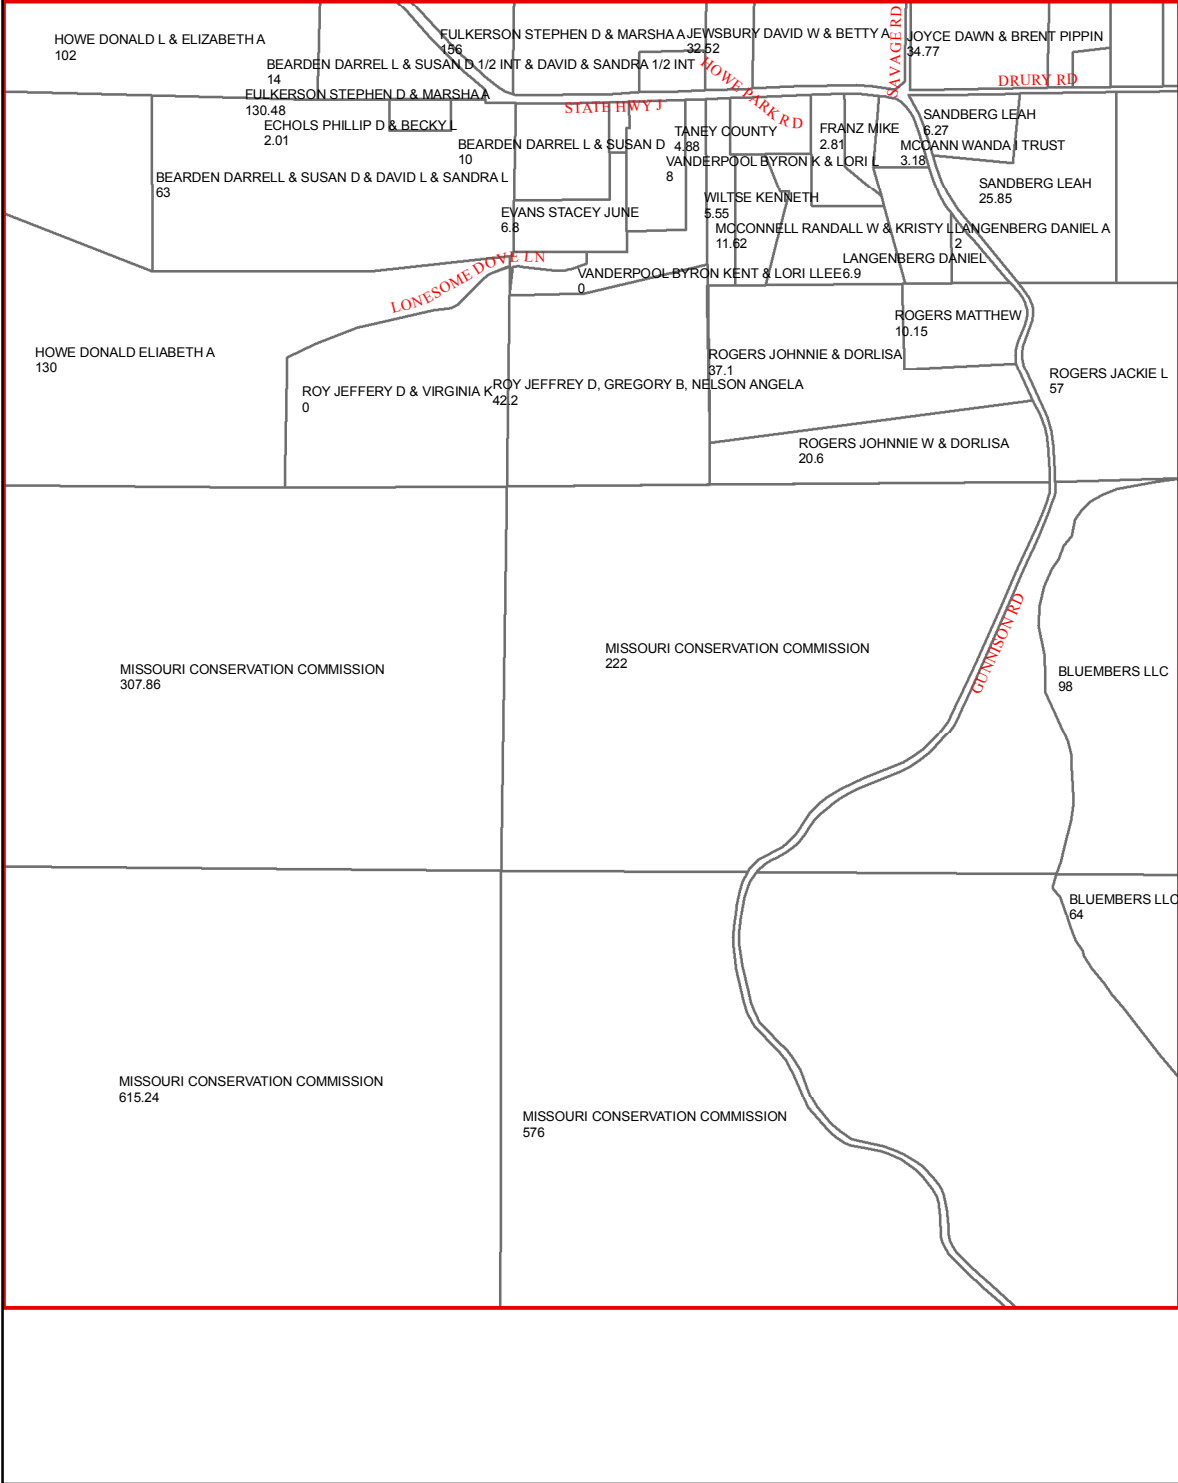 HOWE DONALD L & ELIZABETH A
102
FULKERSON STEPHEN D & MARSHA A
156
JEWSBURY DAVID W & BETTY A
32.52
SAVAGE RD
JOYCE DAWN & BRENT PIPPIN
34.77
BEARDEN DARREL L & SUSAN D 1/2 INT & DAVID & SANDRA 1/2 INT
14
HOWE PARK RD
DRURY RD
FULKERSON STEPHEN D & MARSHA A
130.48
STATE HWY J
ECHOLS PHILLIP D & BECKY L
2.01
BEARDEN DARREL L & SUSAN D
10
TANEY COUNTY
4.88
FRANZ MIKE
2.81
SANDBERG LEAH
6.27
MCCANN WANDA I TRUST
3.18
VANDERPOOL BYRON K & LORI L
8
BEARDEN DARRELL & SUSAN D & DAVID L & SANDRA L
63
SANDBERG LEAH
25.85
WILTSE KENNETH
5.55
EVANS STACEY JUNE
6.8
MCCONNELL RANDALL W & KRISTY L
11.62
LANGENBERG DANIEL A
2
LANGENBERG DANIEL
6.9
LONESOME DOVE LN
VANDERPOOL BYRON KENT & LORI LLEE
0
ROGERS MATTHEW
10.15
HOWE DONALD ELIABETH A
130
ROGERS JOHNNIE & DORLISA
37.1
ROGERS JACKIE L
57
ROY JEFFERY D & VIRGINIA K
0
ROY JEFFREY D, GREGORY B, NELSON ANGELA
42.2
ROGERS JOHNNIE W & DORLISA
20.6
GUNNISON RD
MISSOURI CONSERVATION COMMISSION
307.86
MISSOURI CONSERVATION COMMISSION
222
BLUEMBERS LLC
98
BLUEMBERS LLC
64
MISSOURI CONSERVATION COMMISSION
615.24
MISSOURI CONSERVATION COMMISSION
576